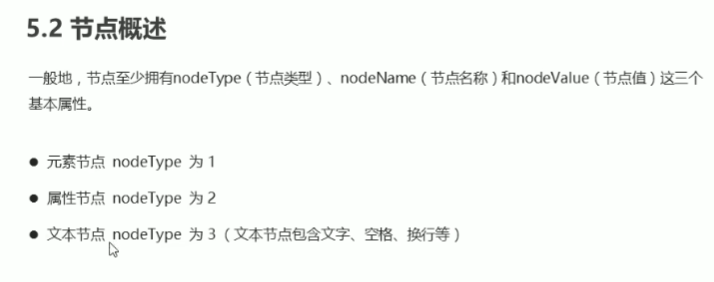 5.2 节点概述
一般地，节点至少拥有nodeType（节点类型）、nodeName（节点名称）和nodeValue（节点值）这三个
基本属性。
● 元素节点 nodeType 为 1
● 属性节点 nodeType 为 2
● 文本节点 nodeType 为 3（文本节点包含文字、空格、换行等）